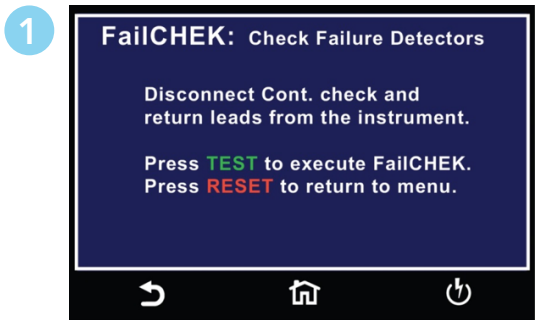 1
FailCHEK: Check Failure Detectors
Disconnect Cont. check and
return leads from the instrument.
Press TEST to execute FailCHEK.
Press RESET to return to menu.